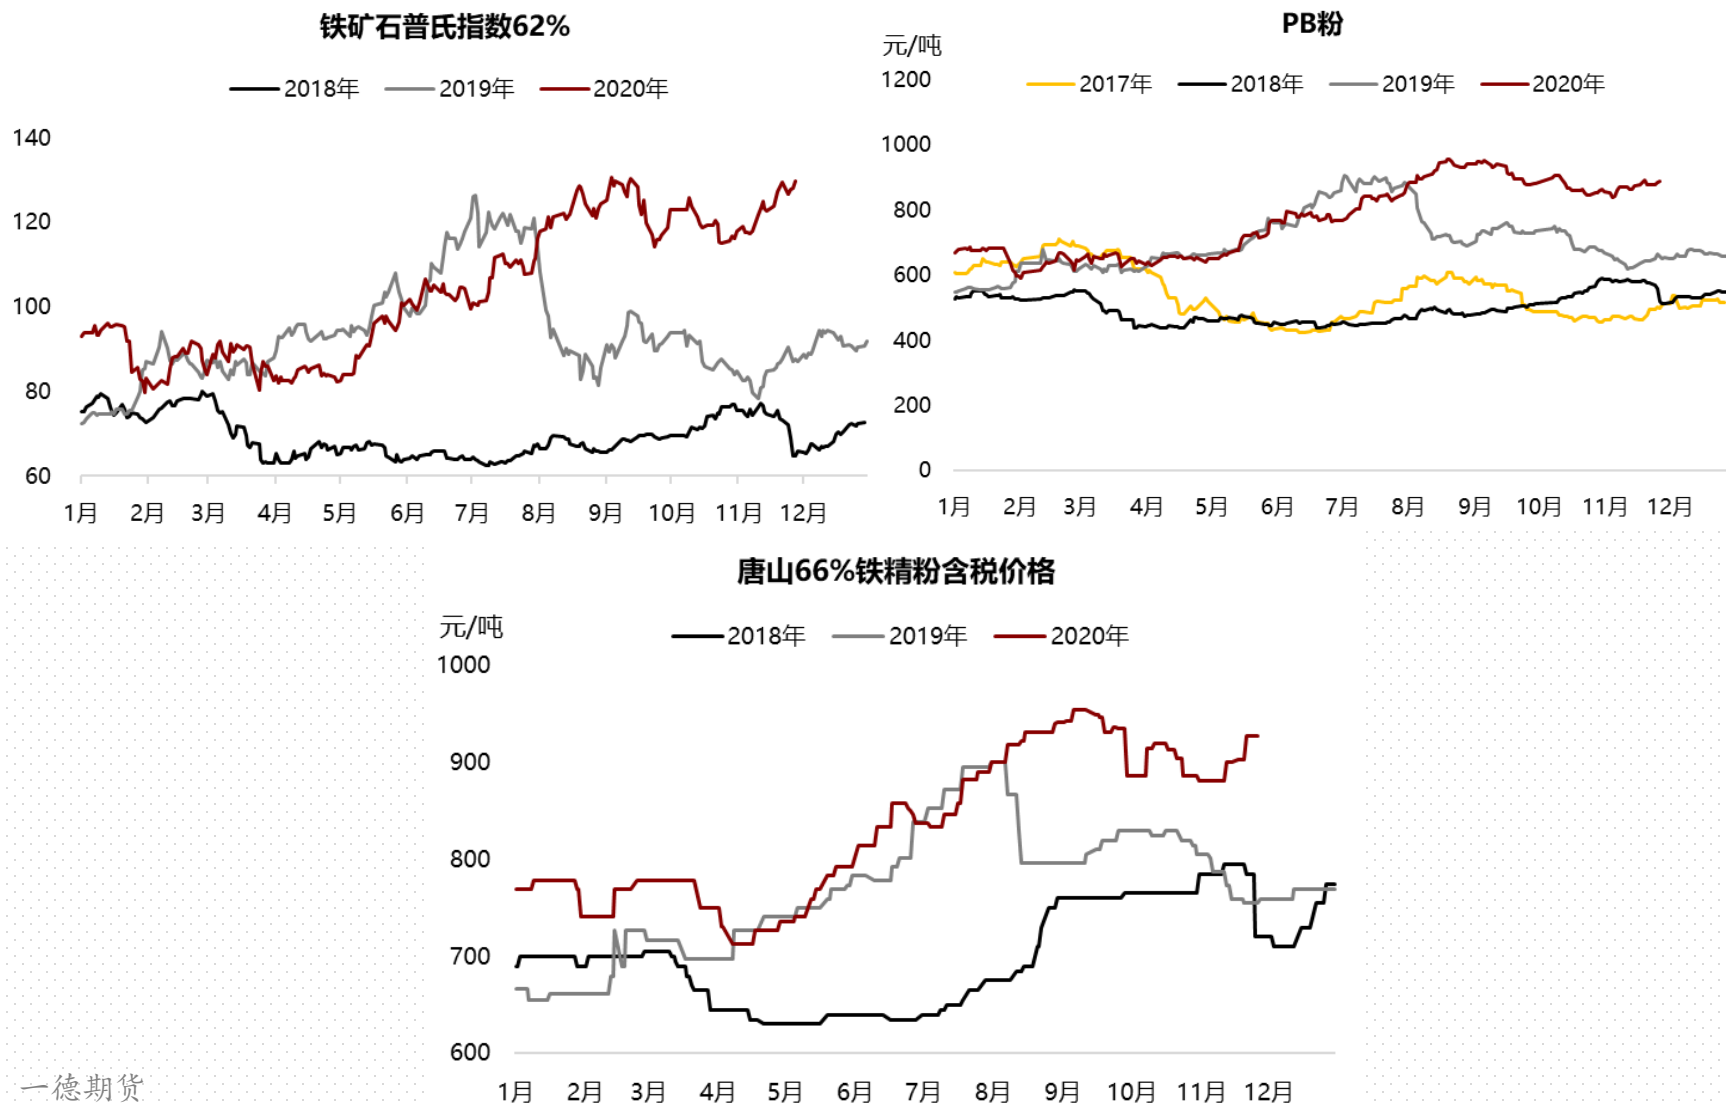 铁矿石普氏指数62%
2018年 2019年 2020年
140
120
100
80
60
1月 2月 3月 4月 5月 6月 7月 8月 9月 10月 11月 12月
PB粉
元/吨
2017年 2018年 2019年 2020年
1200
1000
800
600
400
200
0
1月 2月 3月 4月 5月 6月 7月 8月 9月 10月 11月 12月
唐山66%铁精粉含税价格
元/吨
2018年 2019年 2020年
1000
900
800
700
600
1月 2月 3月 4月 5月 6月 7月 8月 9月 10月 11月 12月
一德期货